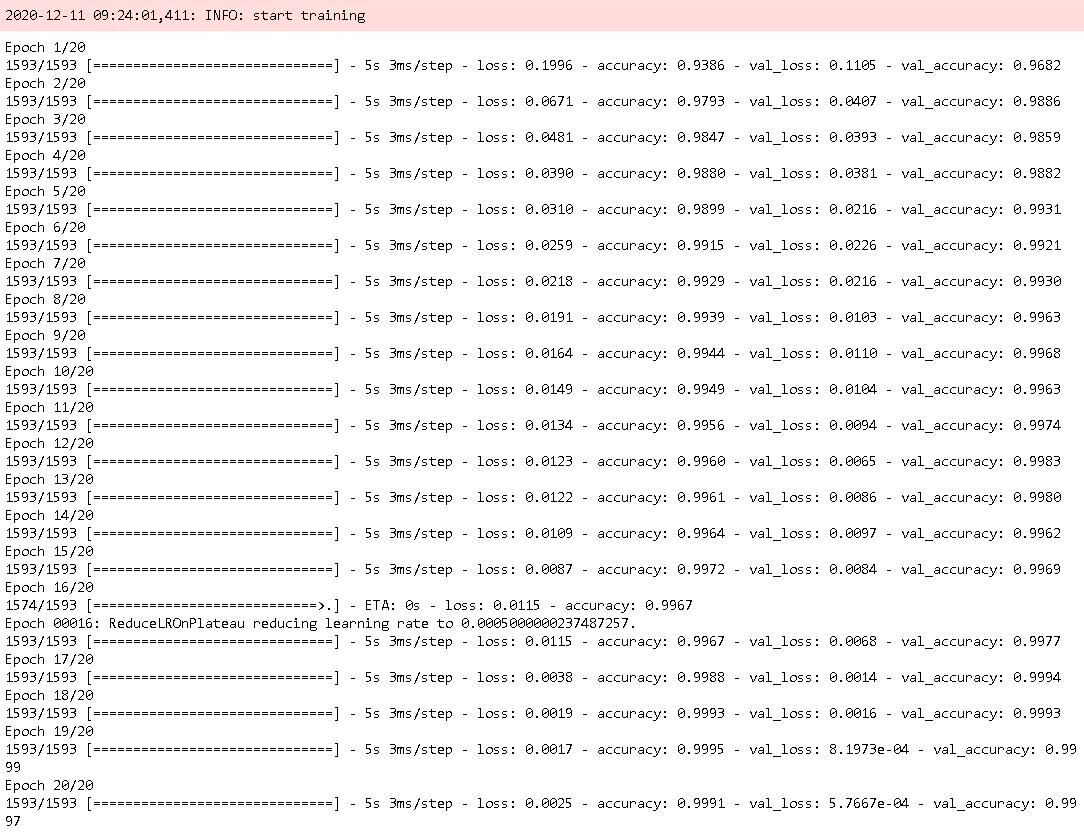 2020-12-11 09:24:01,411: INFO: start training
Epoch 1/20
1593/1593 [==============================] - 5s 3ms/step - loss: 0.1996 - accuracy: 0.9386 - val_loss: 0.1105 - val_accuracy: 0.9682
Epoch 2/20
1593/1593 [==============================] - 5s 3ms/step - loss: 0.0671 - accuracy: 0.9793 - val_loss: 0.0407 - val_accuracy: 0.9886
Epoch 3/20
1593/1593 [==============================] - 5s 3ms/step - loss: 0.0481 - accuracy: 0.9847 - val_loss: 0.0393 - val_accuracy: 0.9859
Epoch 4/20
1593/1593 [==============================] - 5s 3ms/step - loss: 0.0390 - accuracy: 0.9880 - val_loss: 0.0381 - val_accuracy: 0.9882
Epoch 5/20
1593/1593 [==============================] - 5s 3ms/step - loss: 0.0310 - accuracy: 0.9899 - val_loss: 0.0216 - val_accuracy: 0.9931
Epoch 6/20
1593/1593 [==============================] - 5s 3ms/step - loss: 0.0259 - accuracy: 0.9915 - val_loss: 0.0226 - val_accuracy: 0.9921
Epoch 7/20
1593/1593 [==============================] - 5s 3ms/step - loss: 0.0218 - accuracy: 0.9929 - val_loss: 0.0216 - val_accuracy: 0.9930
Epoch 8/20
1593/1593 [==============================] - 5s 3ms/step - loss: 0.0191 - accuracy: 0.9939 - val_loss: 0.0103 - val_accuracy: 0.9963
Epoch 9/20
1593/1593 [==============================] - 5s 3ms/step - loss: 0.0164 - accuracy: 0.9944 - val_loss: 0.0110 - val_accuracy: 0.9968
Epoch 10/20
1593/1593 [==============================] - 5s 3ms/step - loss: 0.0149 - accuracy: 0.9949 - val_loss: 0.0104 - val_accuracy: 0.9963
Epoch 11/20
1593/1593 [==============================] - 5s 3ms/step - loss: 0.0134 - accuracy: 0.9956 - val_loss: 0.0094 - val_accuracy: 0.9974
Epoch 12/20
1593/1593 [==============================] - 5s 3ms/step - loss: 0.0123 - accuracy: 0.9960 - val_loss: 0.0065 - val_accuracy: 0.9983
Epoch 13/20
1593/1593 [==============================] - 5s 3ms/step - loss: 0.0122 - accuracy: 0.9961 - val_loss: 0.0086 - val_accuracy: 0.9980
Epoch 14/20
1593/1593 [==============================] - 5s 3ms/step - loss: 0.0109 - accuracy: 0.9964 - val_loss: 0.0097 - val_accuracy: 0.9962
Epoch 15/20
1593/1593 [==============================] - 5s 3ms/step - loss: 0.0087 - accuracy: 0.9972 - val_loss: 0.0084 - val_accuracy: 0.9969
Epoch 16/20
1574/1593 [============================>.] - ETA: 0s - loss: 0.0115 - accuracy: 0.9967
Epoch 00016: ReduceLROnPlateau reducing learning rate to 0.0005000000237487257.
1593/1593 [==============================] - 5s 3ms/step - loss: 0.0115 - accuracy: 0.9967 - val_loss: 0.0068 - val_accuracy: 0.9977
Epoch 17/20
1593/1593 [==============================] - 5s 3ms/step - loss: 0.0038 - accuracy: 0.9988 - val_loss: 0.0014 - val_accuracy: 0.9994
Epoch 18/20
1593/1593 [==============================] - 5s 3ms/step - loss: 0.0019 - accuracy: 0.9993 - val_loss: 0.0016 - val_accuracy: 0.9993
Epoch 19/20
1593/1593 [==============================] - 5s 3ms/step - loss: 0.0017 - accuracy: 0.9995 - val_loss: 8.1973e-04 - val_accuracy: 0.99
99
Epoch 20/20
1593/1593 [==============================] - 5s 3ms/step - loss: 0.0025 - accuracy: 0.9991 - val_loss: 5.7667e-04 - val_accuracy: 0.99
97